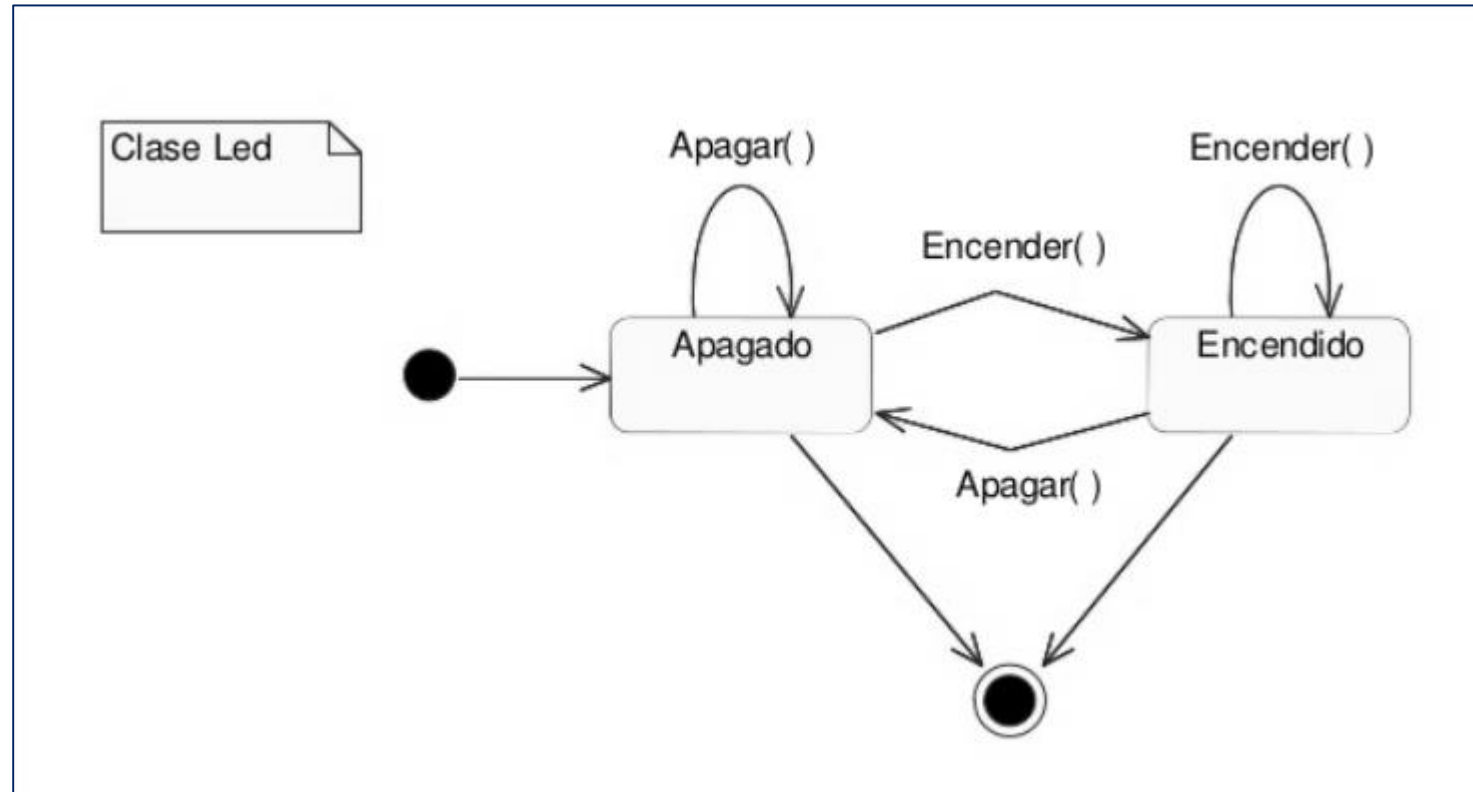 Clase Led
Apagar( )
Encender( )
Encender( )
Apagado
Encendido
Apagar( )